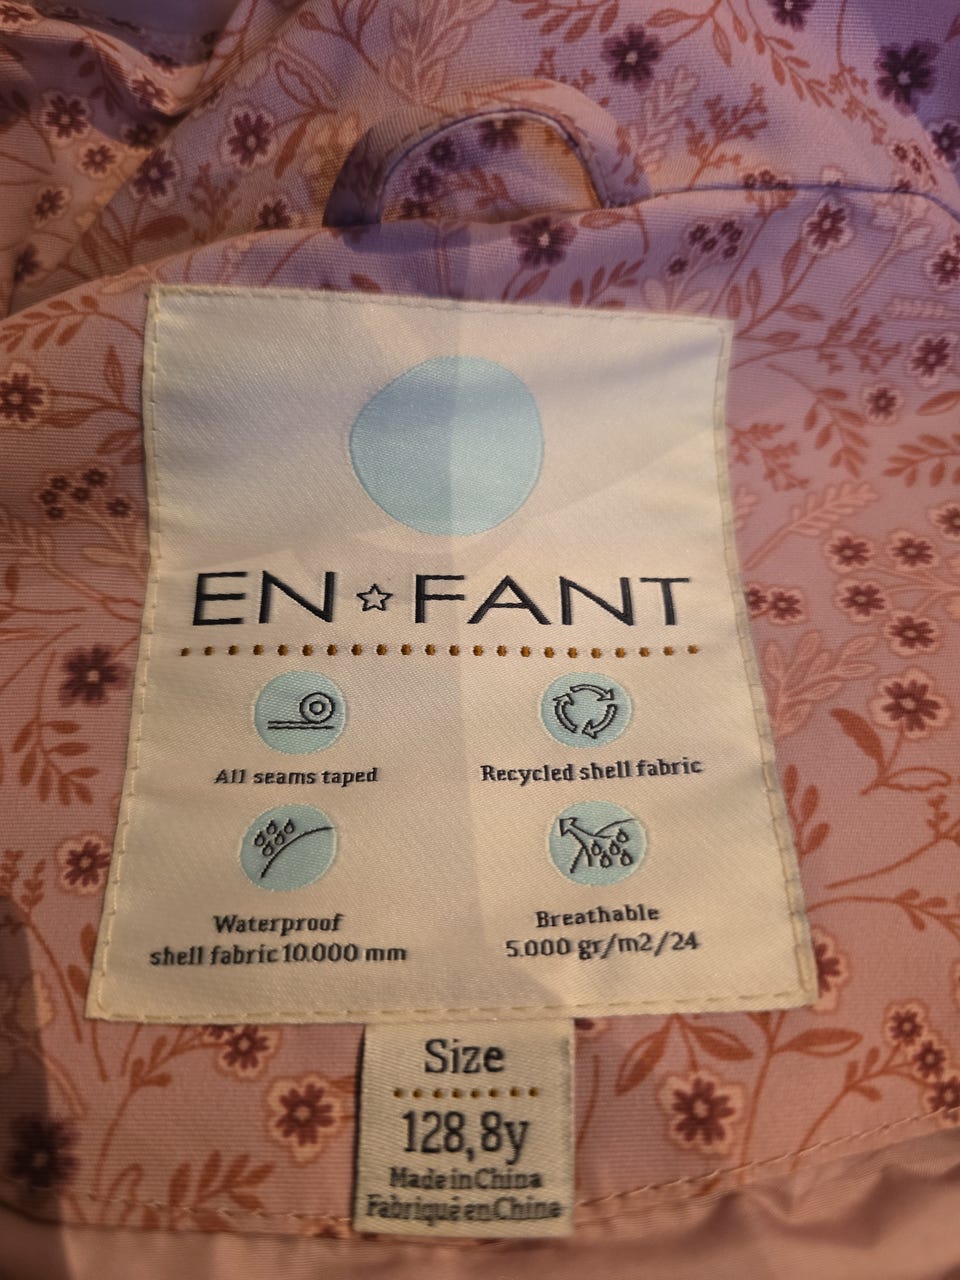 EN☆FANT
All seams taped
Recycled shell fabric
Waterproof
shell fabric 10.000 mm
Breathable
5.000 gr/m2/24
Size
128,8y
Made in China
Fabriqué en China